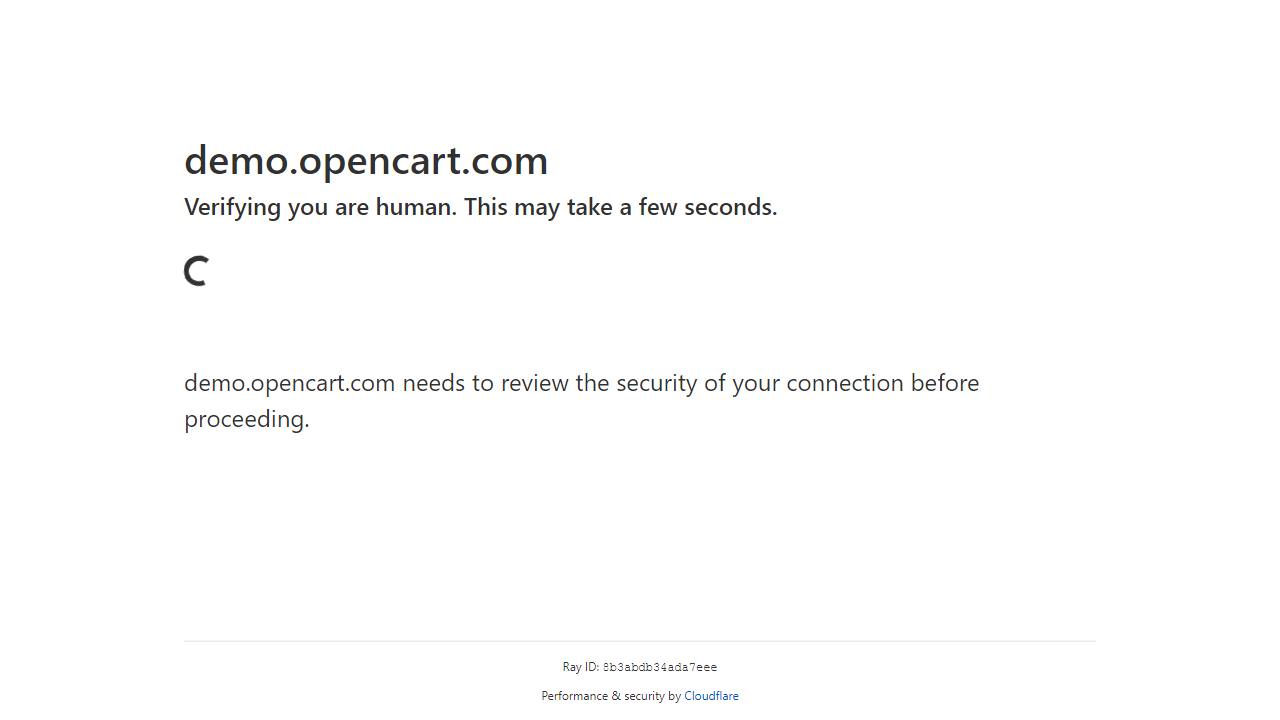 demo.opencart.com
Verifying you are human. This may take a few seconds.
demo.opencart.com needs to review the security of your connection before
proceeding.
Ray ID: 8b3abdb34ada7eee
Performance & security by Cloudflare